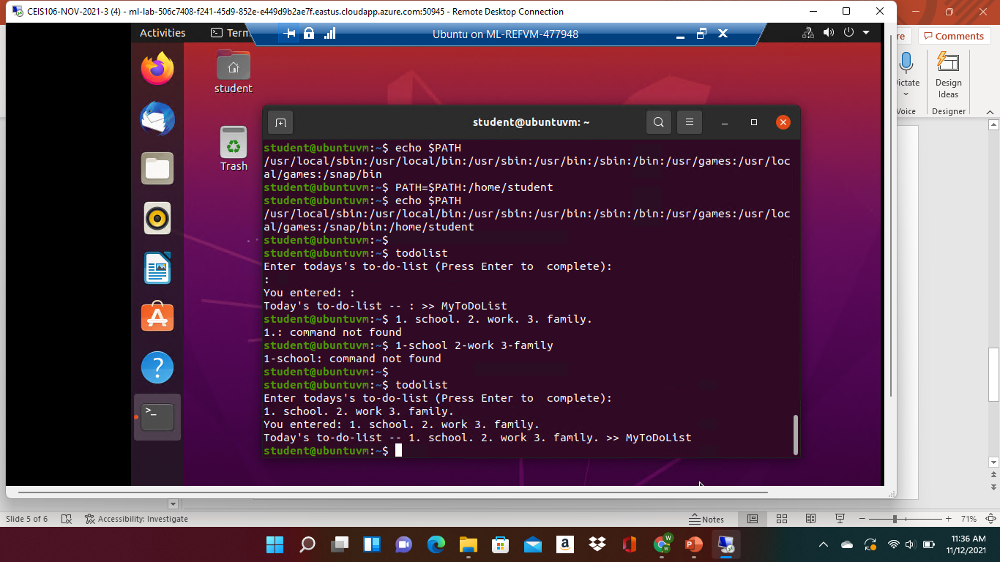 CEIS106-NOV-2021-3 (4) - ml-lab-506c7408-f241-45d9-852e-e449d9b2ae7f.eastus.cloudapp.azure.com:50945 - Remote Desktop Connection
Activities
Term
Ubuntu on ML-REFVM-477948
re
Comments
ictate
Design
Ideas
Voice
Designer
student
Trash
student@ubuntuvm: ~
student@ubuntuvm:~$ echo $PATH
/usr/local/sbin:/usr/local/bin:/usr/sbin:/usr/bin:/sbin:/bin:/usr/games:/usr/loc
al/games:/snap/bin
student@ubuntuvm:~$ PATH=$PATH:/home/student
student@ubuntuvm:~$ echo $PATH
/usr/local/sbin:/usr/local/bin:/usr/sbin:/usr/bin:/sbin:/bin:/usr/games:/usr/loc
al/games:/snap/bin:/home/student
student@ubuntuvm:~$
student@ubuntuvm:~$ todolist
Enter todays's to-do-list (Press Enter to  complete):
:
You entered: :
Today's to-do-list -- : >> MyToDoList
student@ubuntuvm:~$ 1. school. 2. work. 3. family.
1.: command not found
student@ubuntuvm:~$ 1-school 2-work 3-family
1-school: command not found
student@ubuntuvm:~$
student@ubuntuvm:~$ todolist
Enter todays's to-do-list (Press Enter to  complete):
1. school. 2. work 3. family.
You entered: 1. school. 2. work 3. family.
Today's to-do-list -- 1. school. 2. work 3. family. >> MyToDoList
student@ubuntuvm:~$
Slide 5 of 6
Accessibility: Investigate
Notes
71%
11:36 AM
11/12/2021